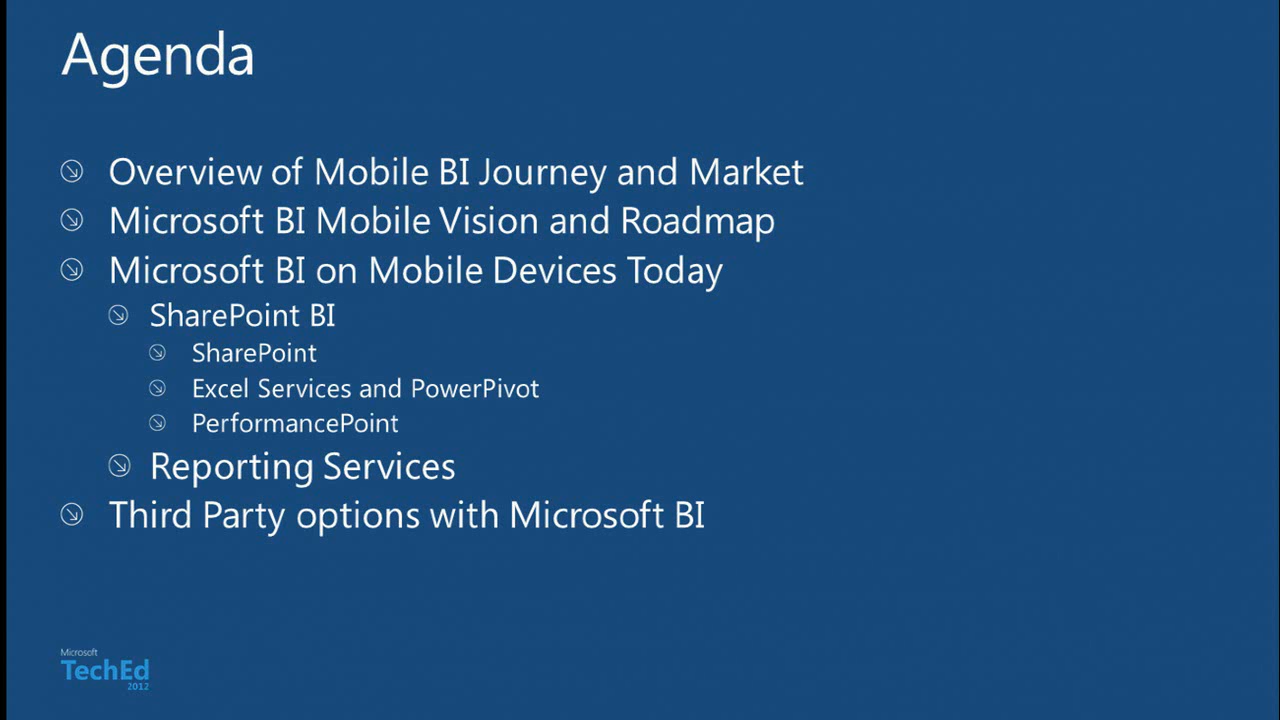 Agenda
Overview of Mobile BI Journey and Market
Microsoft BI Mobile Vision and Roadmap
Microsoft BI on Mobile Devices Today
SharePoint BI
SharePoint
Excel Services and PowerPivot
PerformancePoint
Reporting Services
Third Party options with Microsoft BI
Microsoft
TechEd
2012